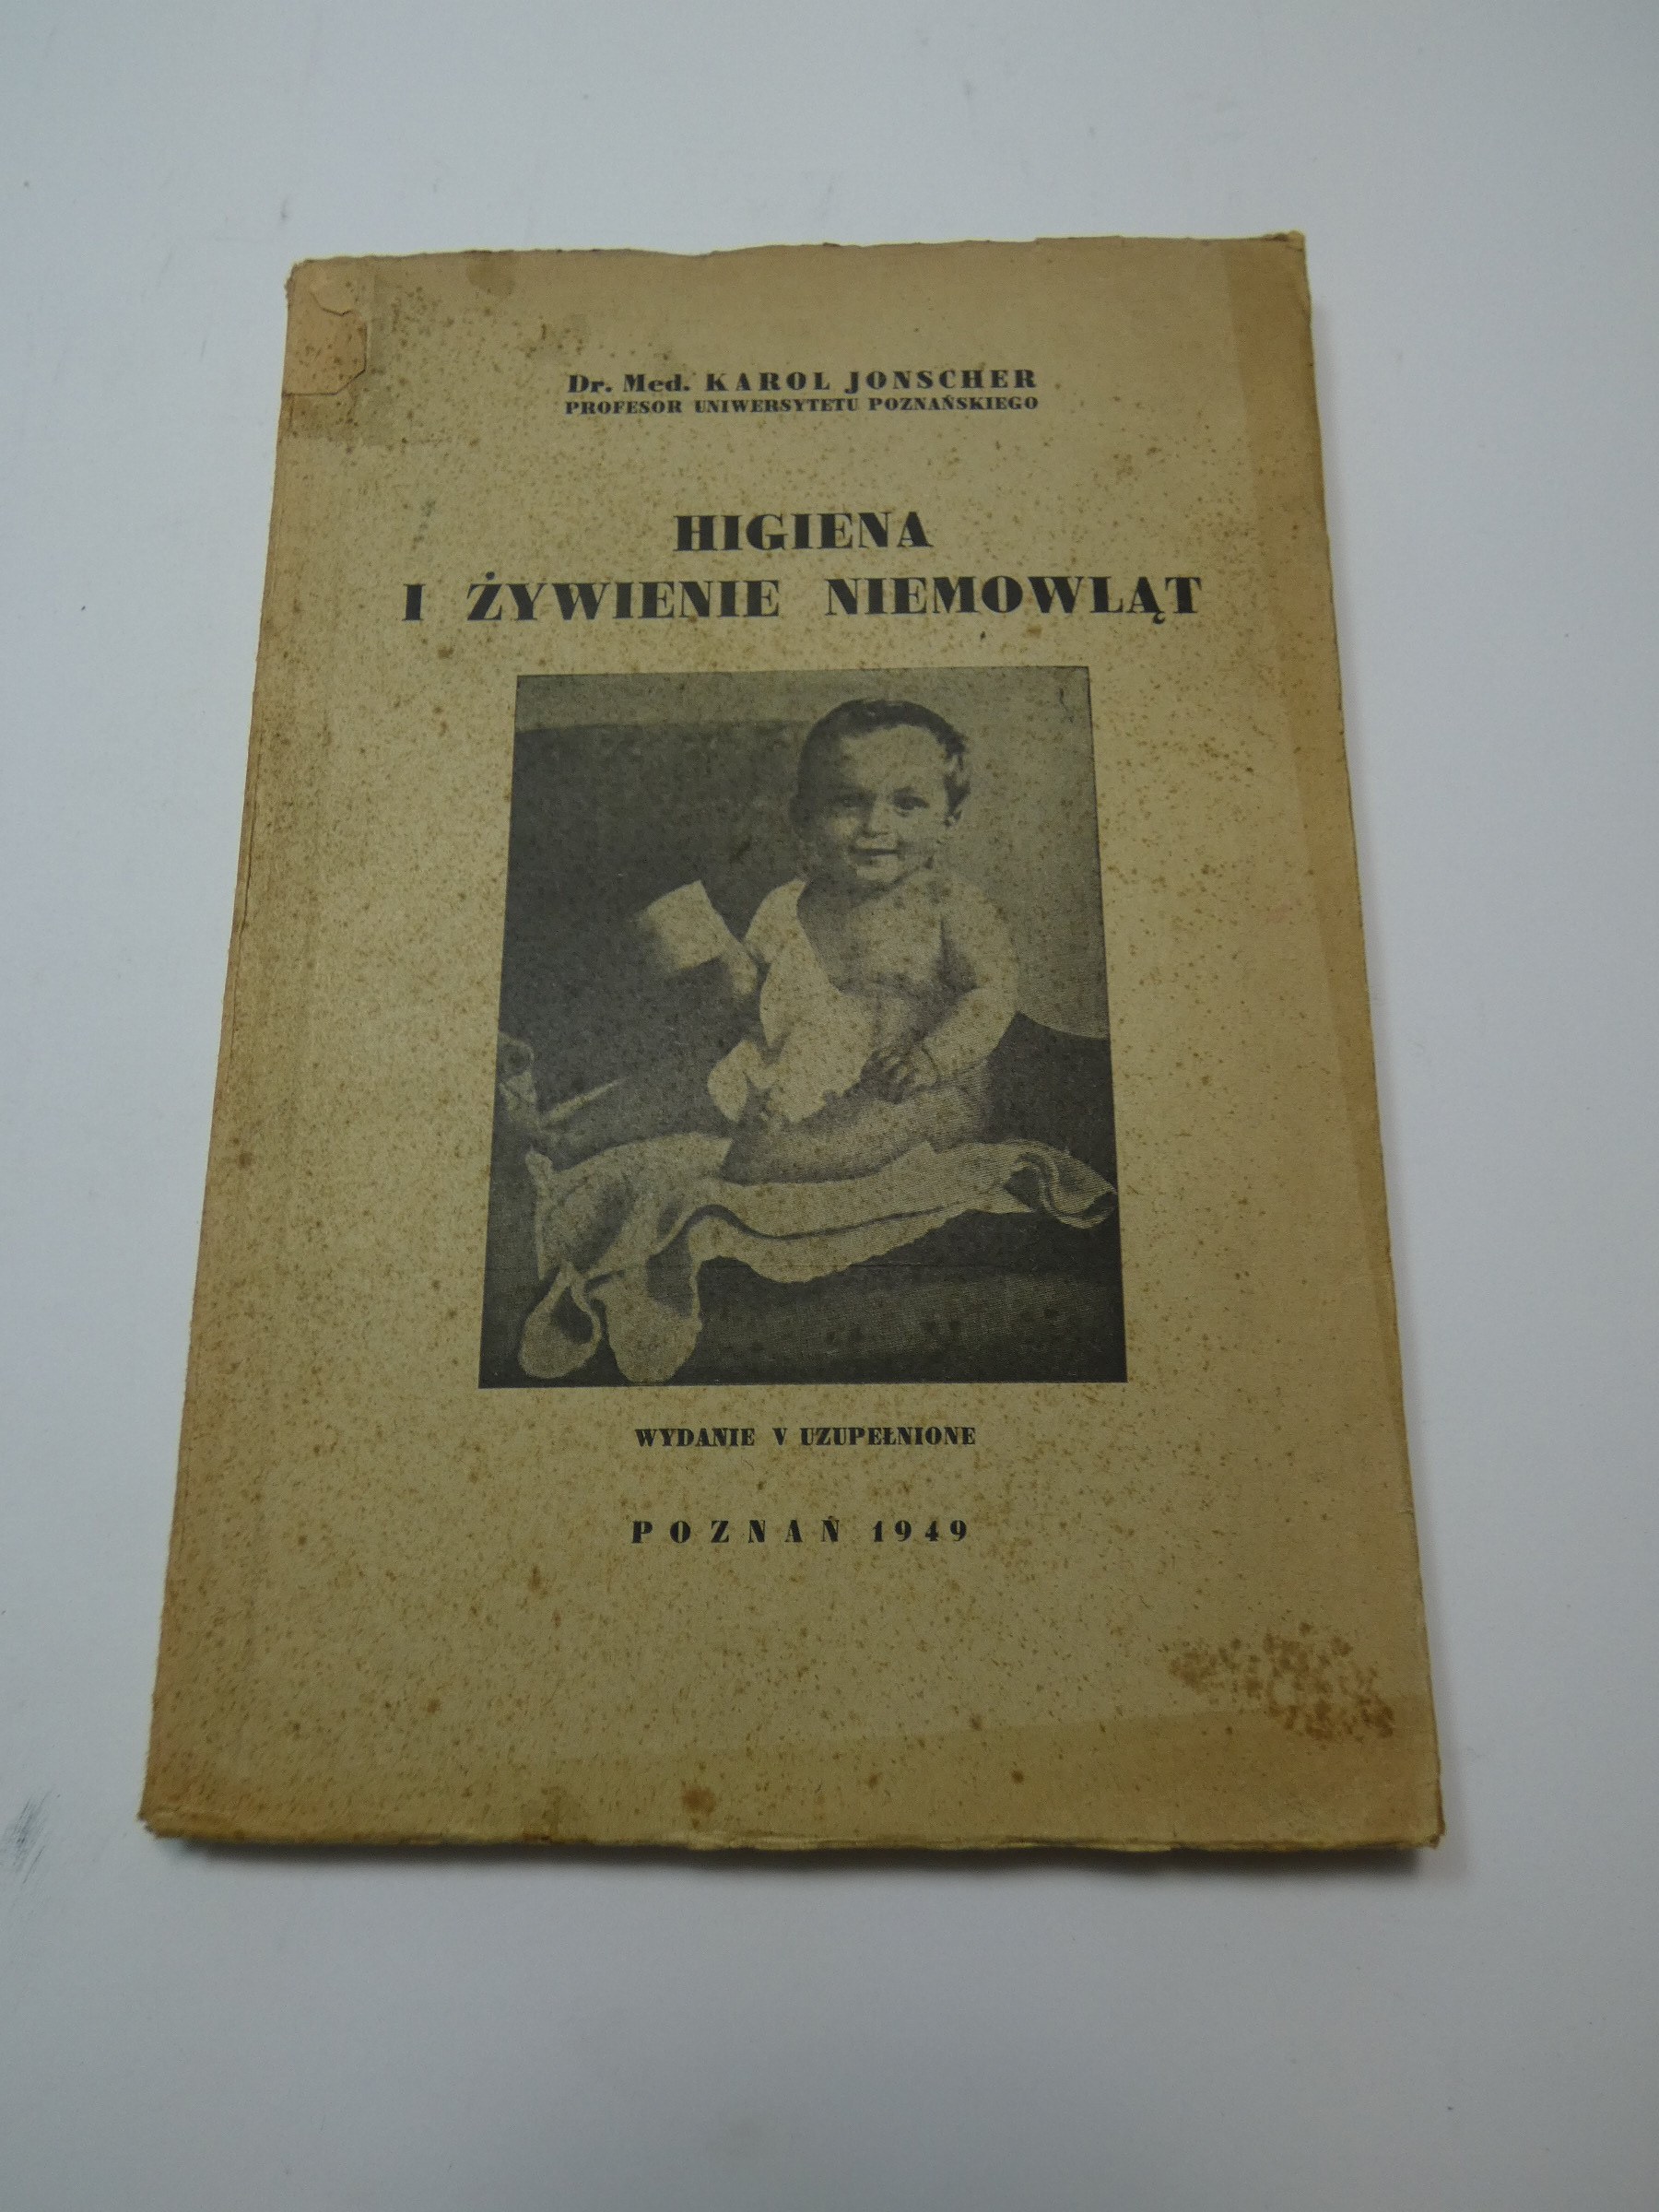 Dr. Med. KAROL JONSCHER
PROFESOR UNIWERSYTETU POZNAŃSKIEGO
HIGIENA
I ŻYWIENIE NIEMOWLĄT
WYDANIE V UZUPEŁNIONE
POZNAŃ 1949